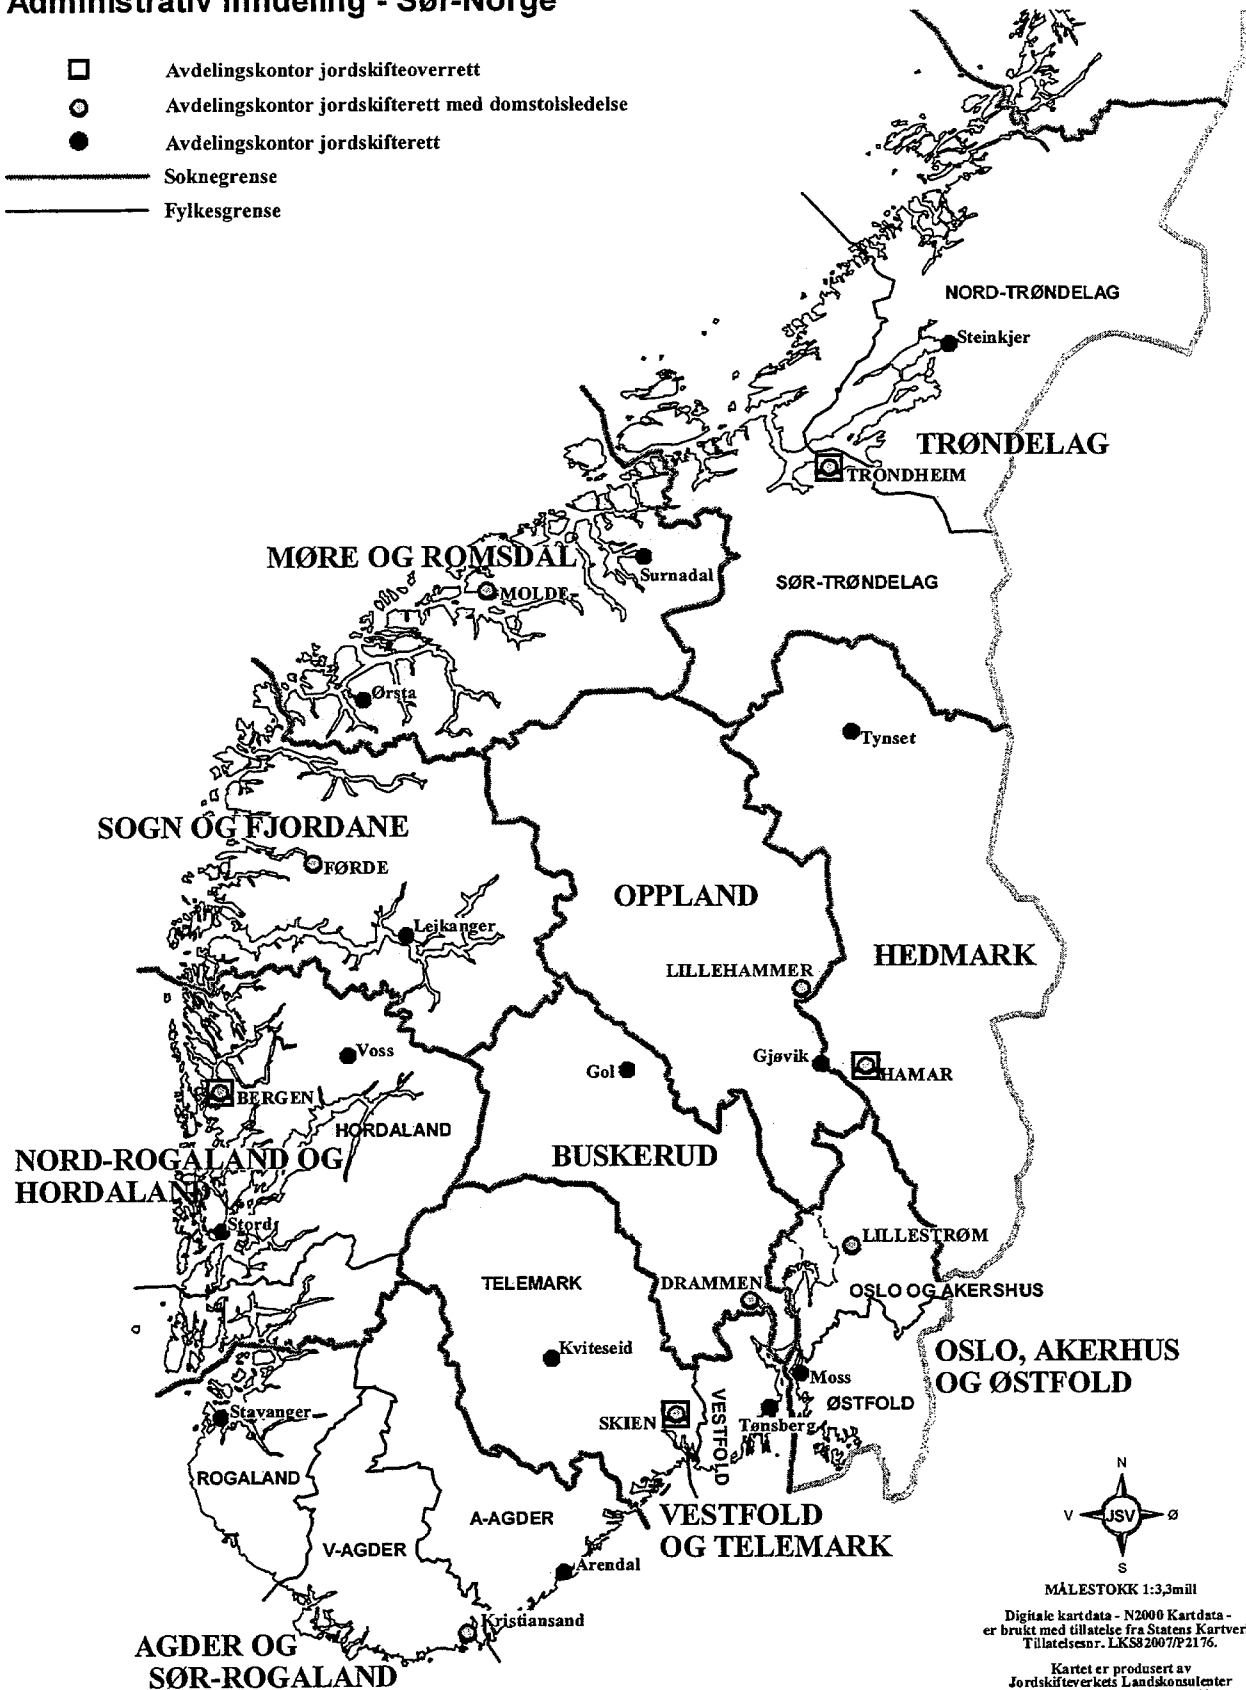 Administrativ inndeling - Sør-Norge
Avdelingskontor jordskifteoverrett
Avdelingskontor jordskifterett med domstolsledelse
Avdelingskontor jordskifterett
Soknegrense
Fylkesgrense
NORD-TRØNDELAG
Steinkjer
TRØNDELAG
TRONDHEIM
MØRE OG ROMSDAL
Surnadal
MOLDE
SØR-TRØNDELAG
Ørsta
Tynset
SOGN OG FJORDANE
FØRDE
OPPLAND
Leikanger
HEDMARK
LILLEHAMMER
Voss
Gjøvik
Gol
HAMAR
BERGEN
HORDALAND
NORD-ROGALAND OG
HORDALAND
BUSKERUD
Stord
LILLESTRØM
TELEMARK
DRAMMEN
OSLO OG AKERSHUS
Kviteseid
OSLO, AKERHUS
OG ØSTFOLD
Moss
ØSTFOLD
VESTFOLD
Stavanger
SKIEN
Tønsberg
ROGALAND
A-AGDER
VESTFOLD
OG TELEMARK
V-AGDER
Arendal
Kristiansand
AGDER OG
SØR-ROGALAND
N
V JSV Ø
S
MÅLESTOKK 1:3,3mill
Digitale kartdata - N2000 Kartdata -
er brukt med tillatelse fra Statens Kartver
Tillatelsesnr. LKS82007/P2176.
Kartet er produsert av
Jordskifteverkets Landskonsulenter